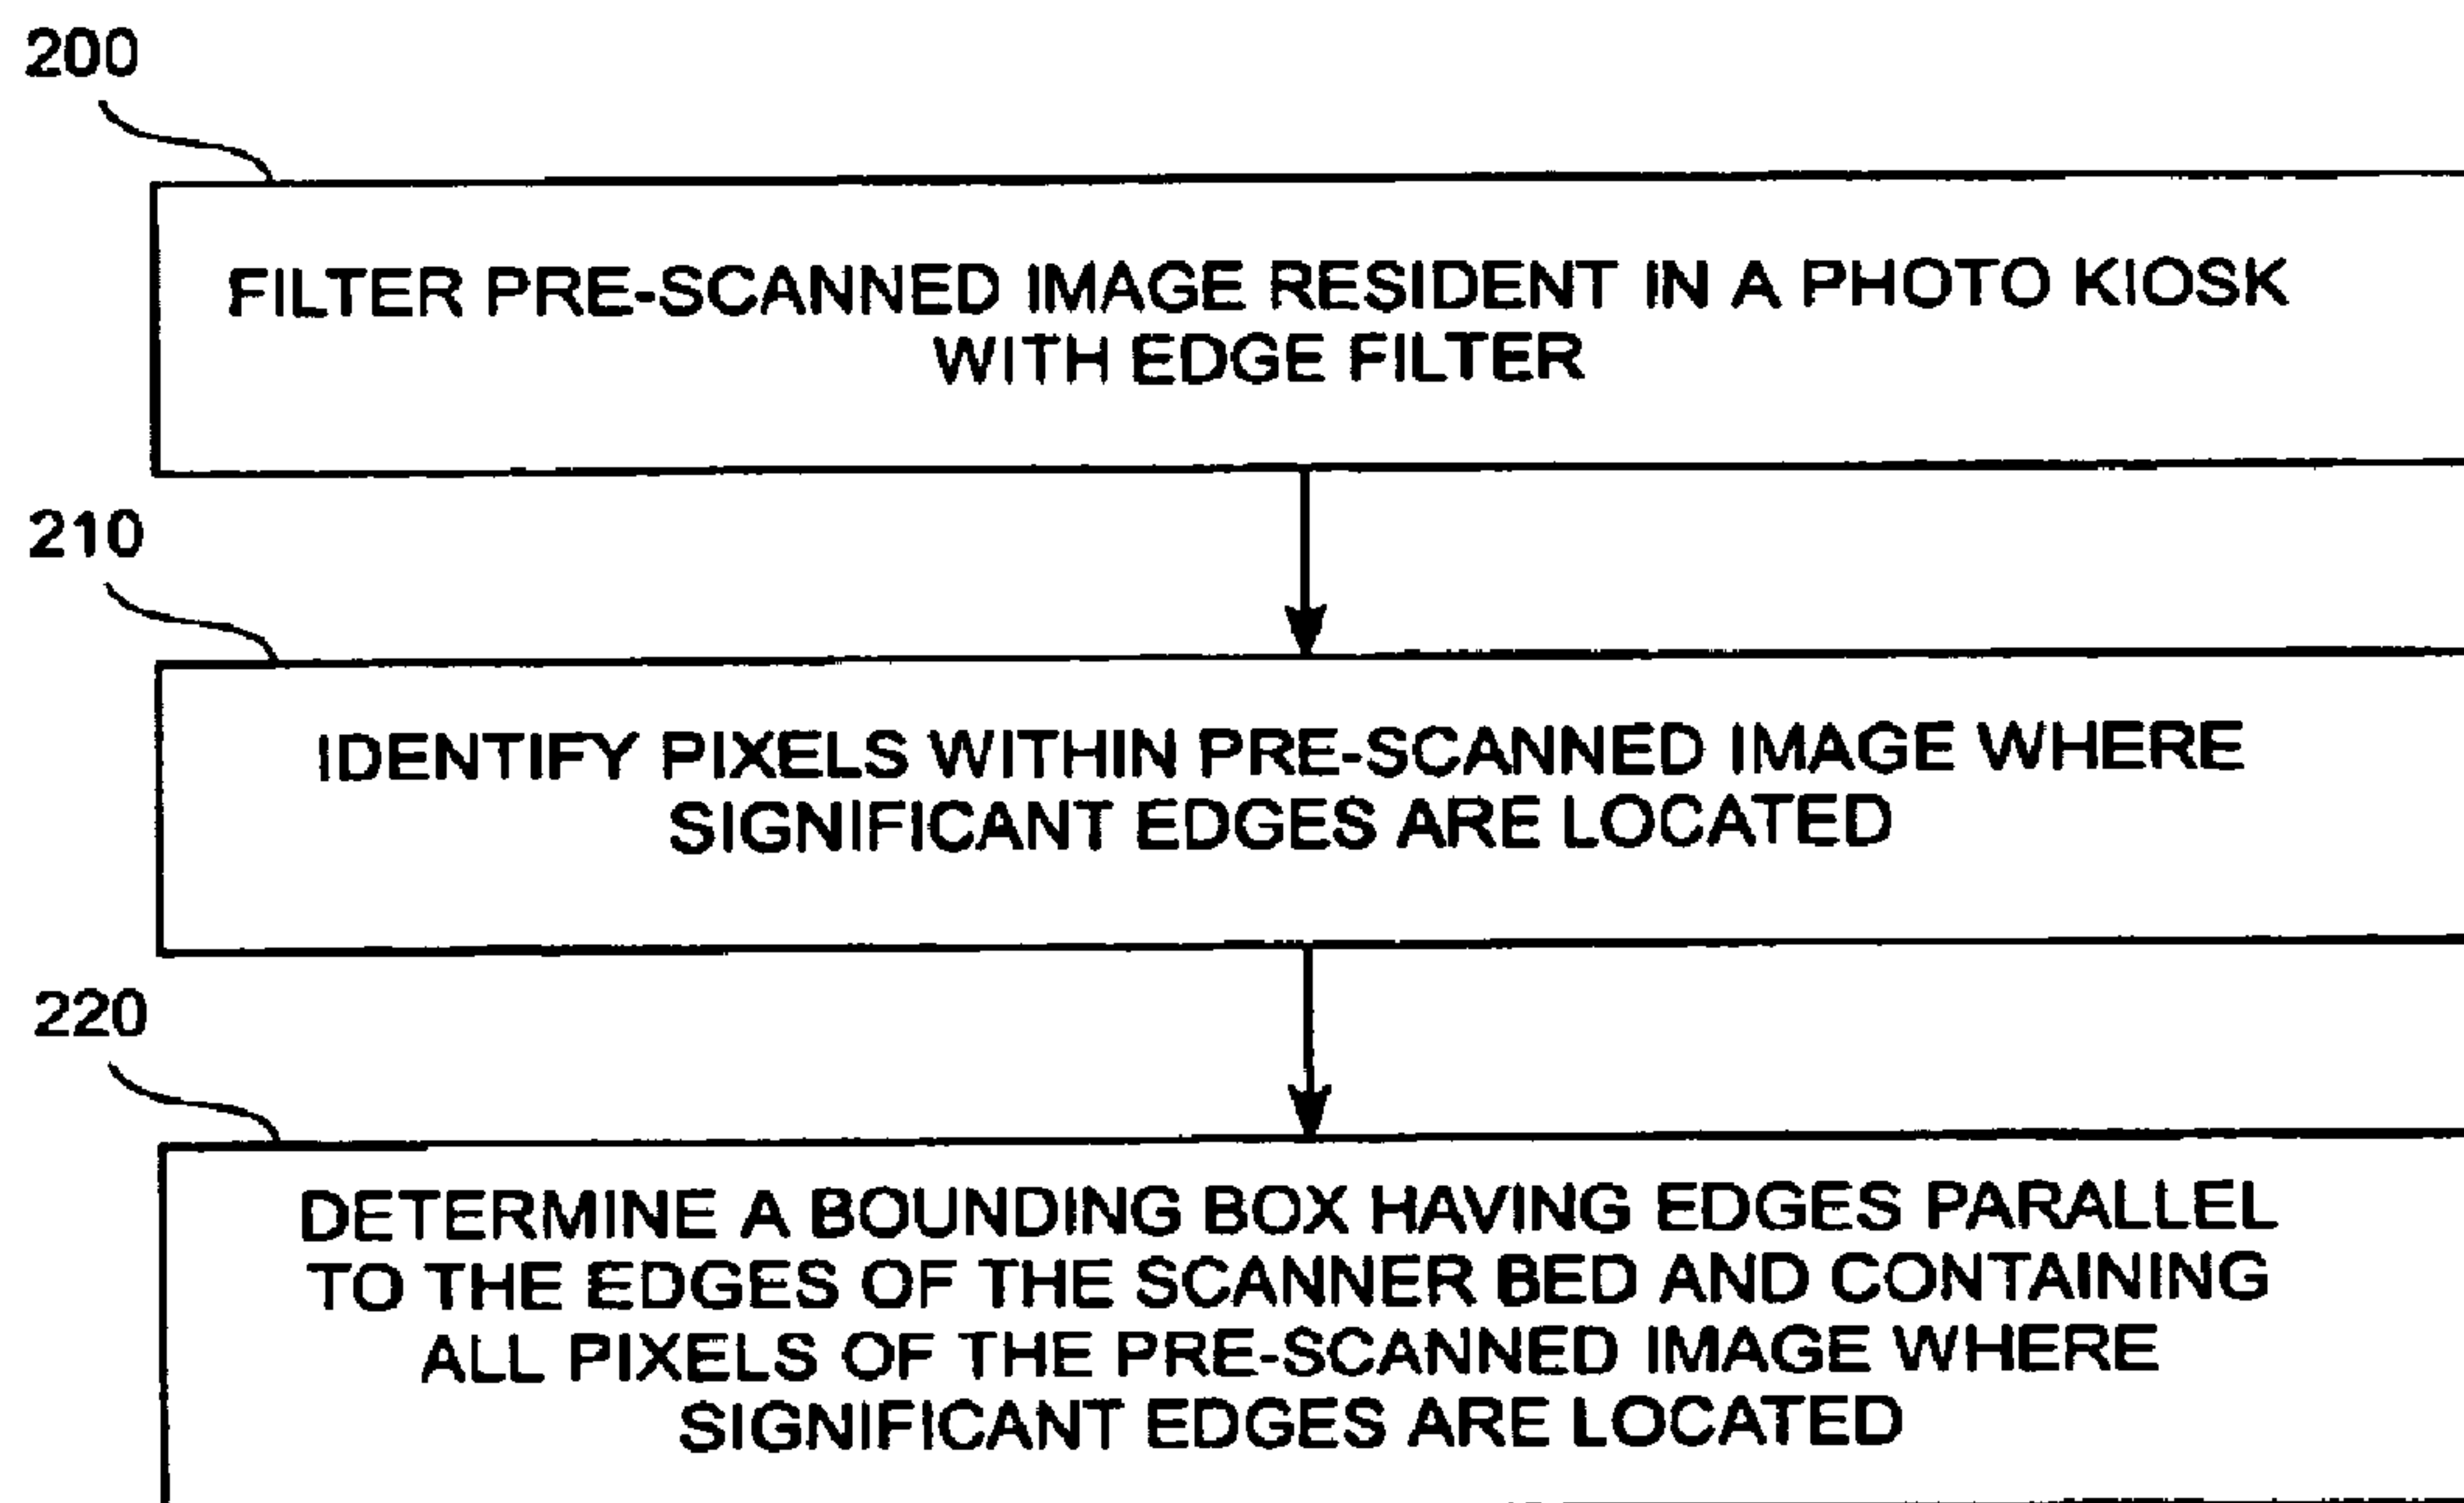 200
FILTER PRE-SCANNED IMAGE RESIDENT IN A PHOTO KIOSK
WITH EDGE FILTER
210
IDENTIFY PIXELS WITHIN PRE-SCANNED IMAGE WHERE
SIGNIFICANT EDGES ARE LOCATED
220
DETERMINE A BOUNDING BOX HAVING EDGES PARALLEL
TO THE EDGES OF THE SCANNER BED AND CONTAINING
ALL PIXELS OF THE PRE-SCANNED IMAGE WHERE
SIGNIFICANT EDGES ARE LOCATED